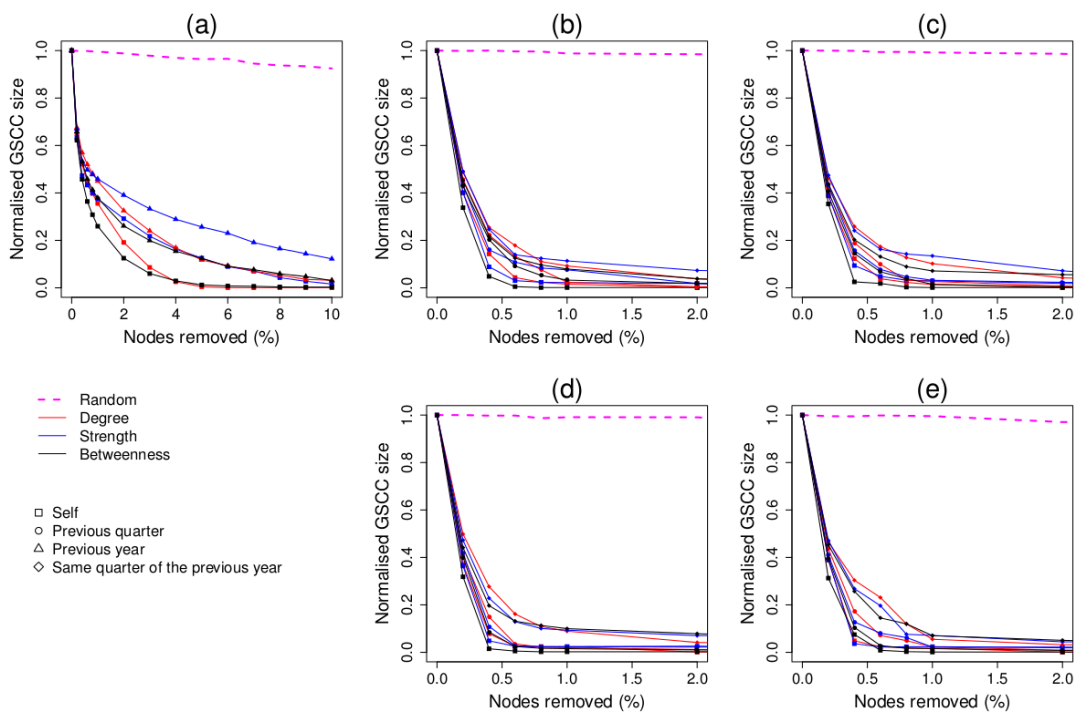 (a)
Normalised GSCC size
0.0 0.2 0.4 0.6 0.8 1.0
0 2 4 6 8 10
Nodes removed (%)
(b)
Normalised GSCC size
0.0 0.2 0.4 0.6 0.8 1.0
0.0 0.5 1.0 1.5 2.0
Nodes removed (%)
(c)
Normalised GSCC size
0.0 0.2 0.4 0.6 0.8 1.0
0.0 0.5 1.0 1.5 2.0
Nodes removed (%)
Random
Degree
Strength
Betweenness
Self
Previous quarter
Previous year
Same quarter of the previous year
(d)
Normalised GSCC size
0.0 0.2 0.4 0.6 0.8 1.0
0.0 0.5 1.0 1.5 2.0
Nodes removed (%)
(e)
Normalised GSCC size
0.0 0.2 0.4 0.6 0.8 1.0
0.0 0.5 1.0 1.5 2.0
Nodes removed (%)